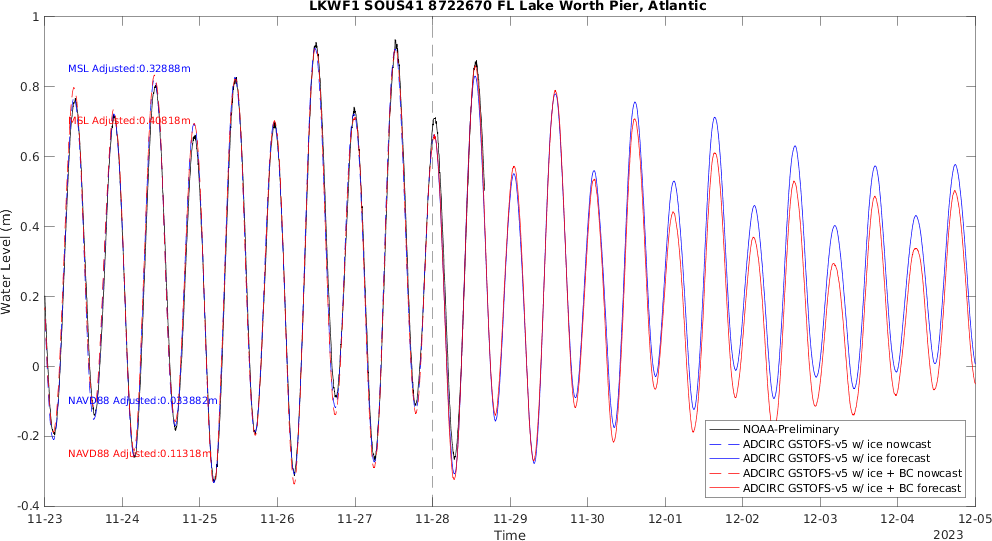 LKWF1 SOUS41 8722670 FL Lake Worth Pier, Atlantic
1
0.8
0.6
0.4
0.2
0
-0.2
-0.4
Water Level (m)
MSL Adjusted:0.32888m
MSL Adjusted:0.40818m
NAVD88 Adjusted:0.033882m
NAVD88 Adjusted:0.11318m
NOAA-Preliminary
ADCIRC GSTOFS-v5 w/ ice nowcast
ADCIRC GSTOFS-v5 w/ ice forecast
ADCIRC GSTOFS-v5 w/ ice + BC nowcast
ADCIRC GSTOFS-v5 w/ ice + BC forecast
11-23 11-24 11-25 11-26 11-27 11-28 11-29 11-30 12-01 12-02 12-03 12-04 12-05
Time
2023